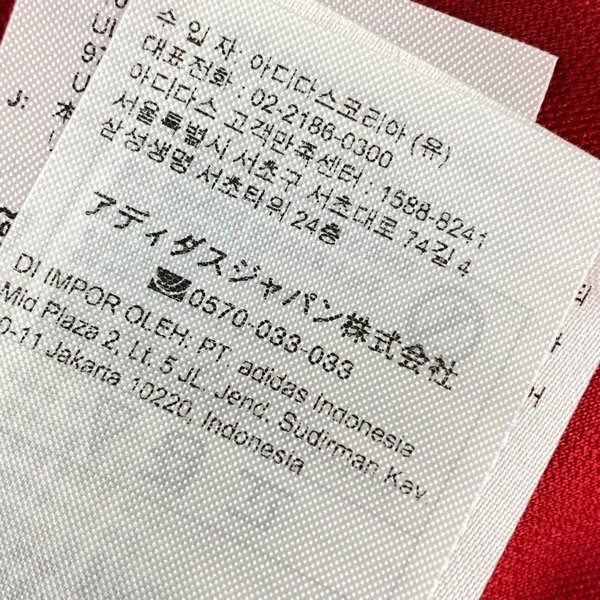 수 입 자: 아디다스코리아 (유)
대표전화 : 02-2186-0300
아디다스 고객만족센터 : 1588-8241
서울특별시 서초구 서초대로 74길 4
삼성생명 서초타워 24층
アディダスジャパン株式会社
0570-033-033
DI IMPOR OLEH: PT. adidas Indonesia
Mid Plaza 2, Lt. 5 JL. Jend. Sudirman Kav.
0-11 Jakarta 10220, Indonesia
J: 本